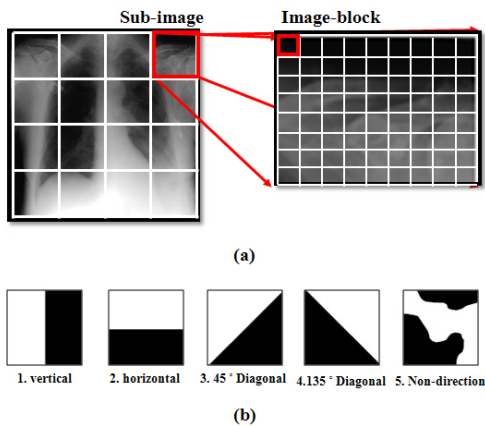 Sub-image Image-block
(a)
1. vertical 2. horizontal 3. 45 ° Diagonal 4.135 ° Diagonal 5. Non-direction
(b)